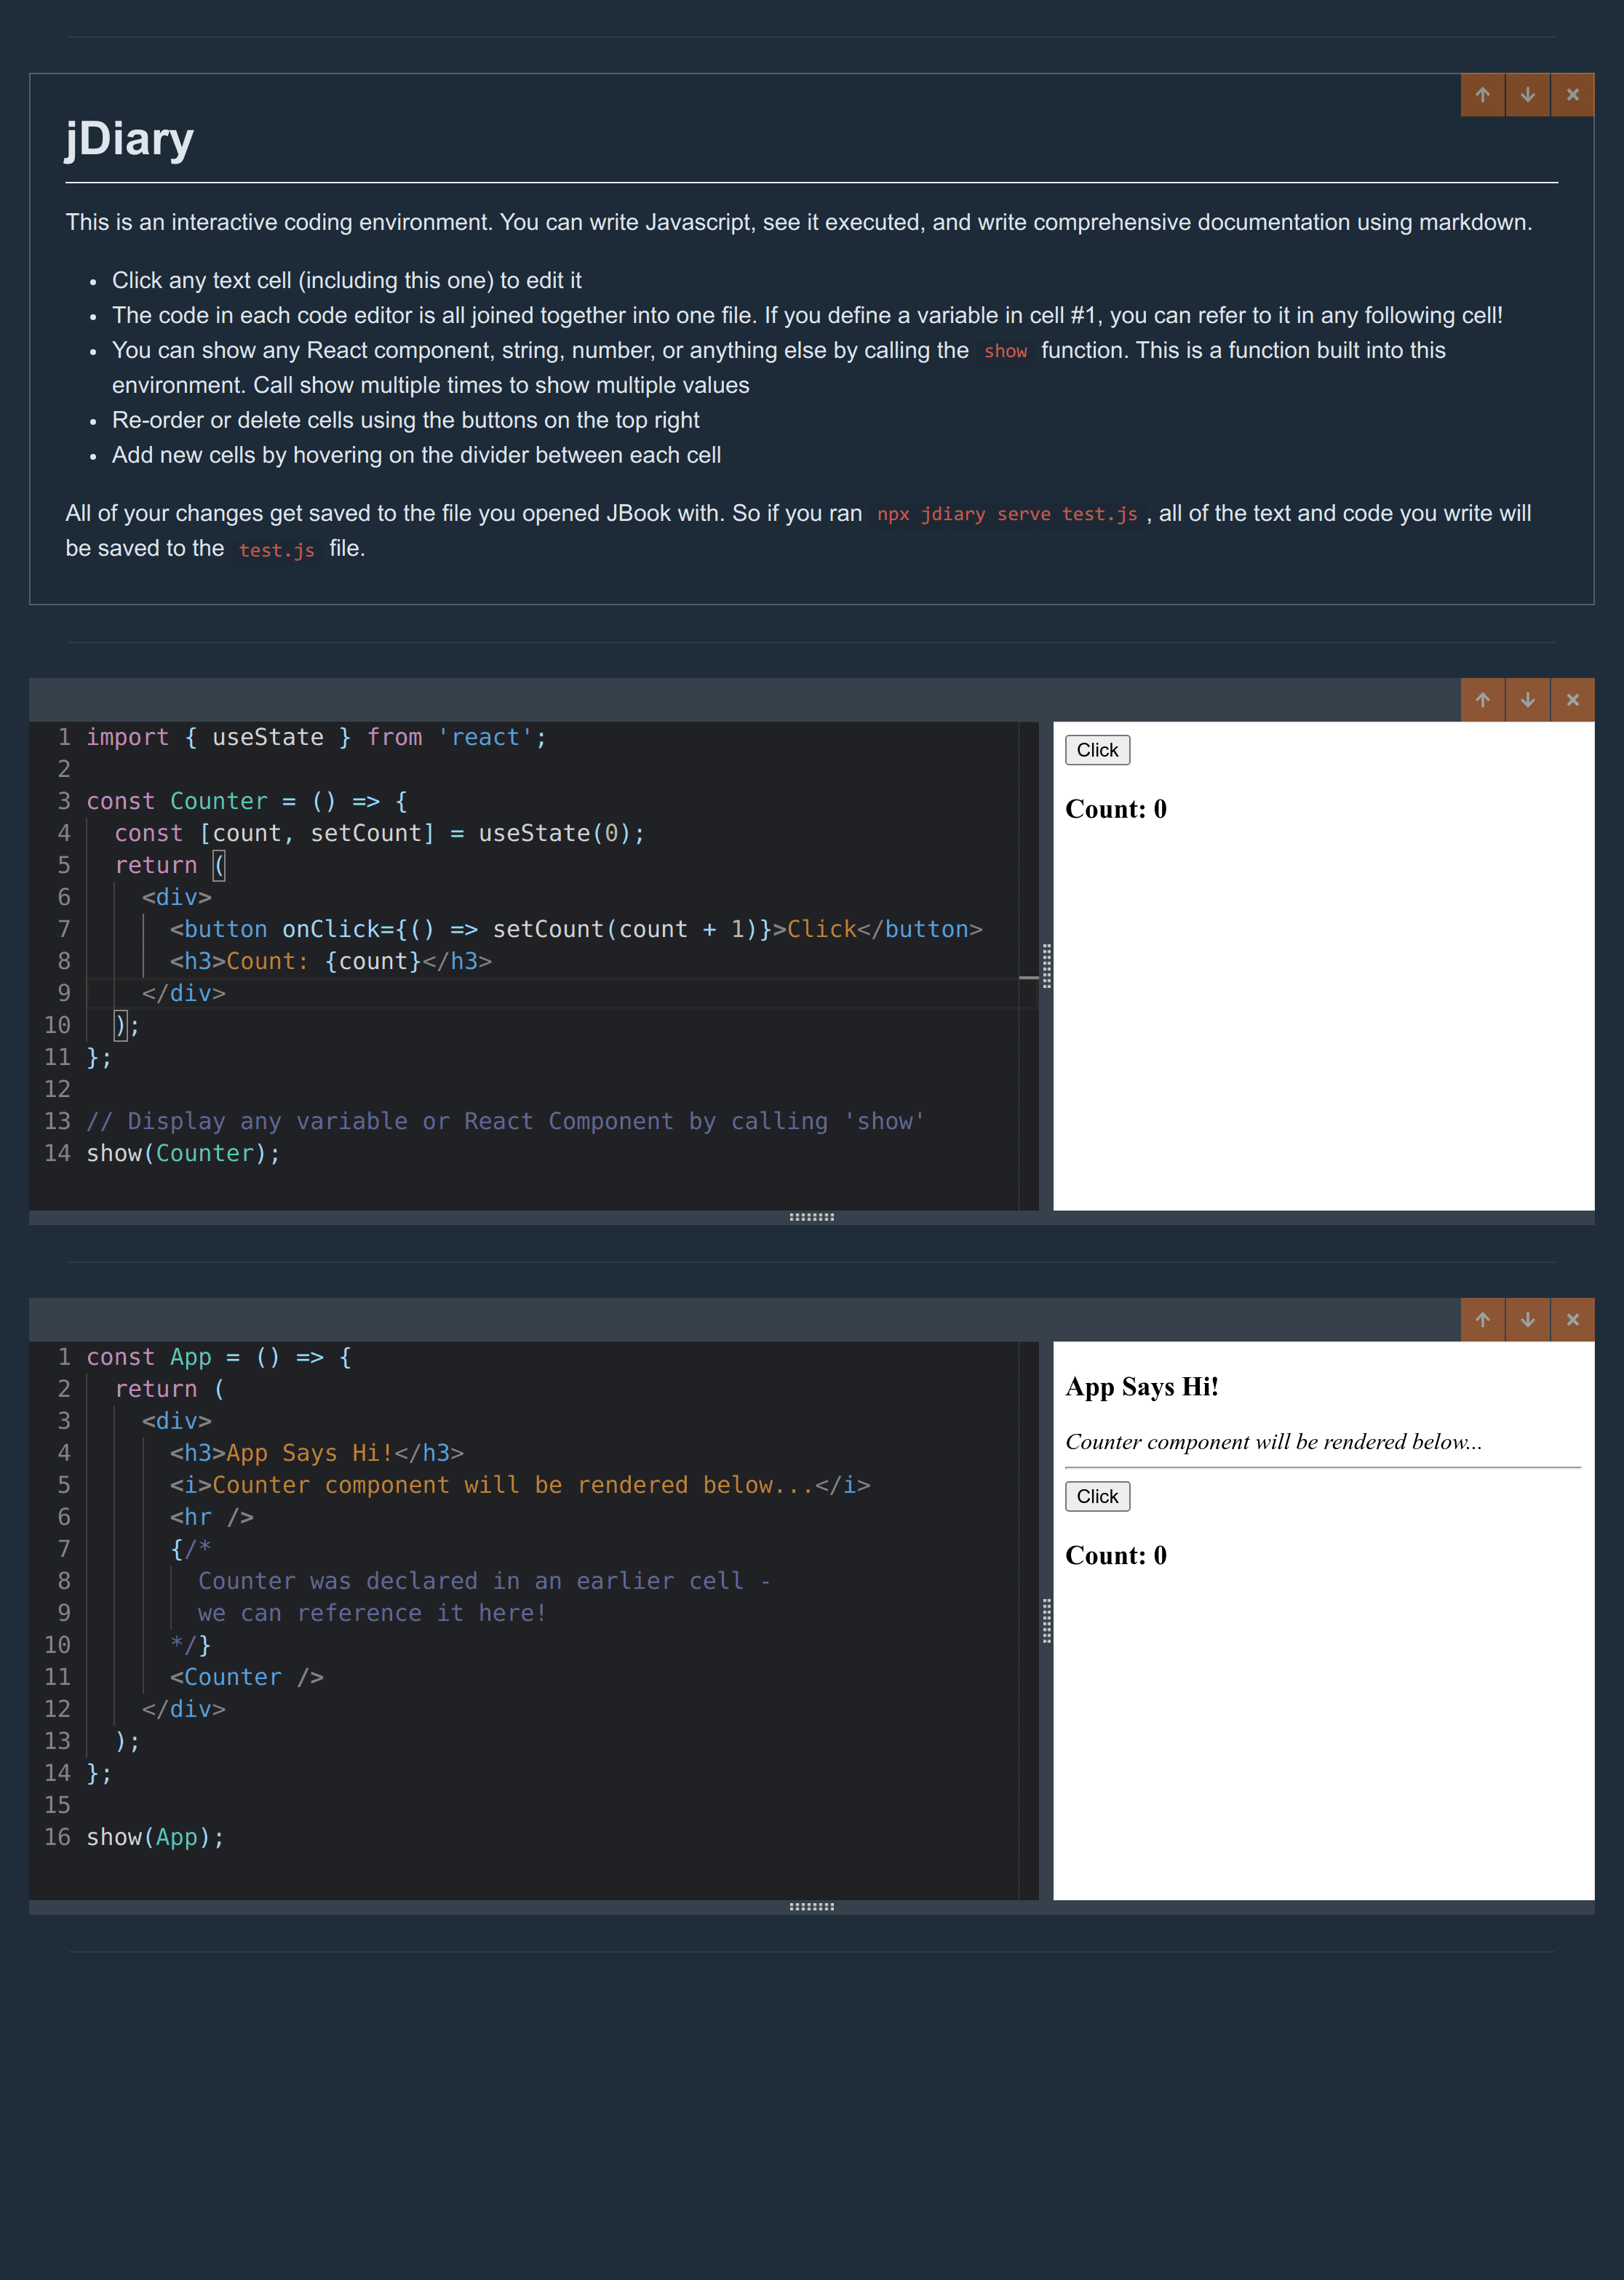 jDiary
This is an interactive coding environment. You can write Javascript, see it executed, and write comprehensive documentation using markdown.
• Click any text cell (including this one) to edit it
• The code in each code editor is all joined together into one file. If you define a variable in cell #1, you can refer to it in any following cell!
• You can show any React component, string, number, or anything else by calling the show function. This is a function built into this
environment. Call show multiple times to show multiple values
• Re-order or delete cells using the buttons on the top right
• Add new cells by hovering on the divider between each cell
All of your changes get saved to the file you opened JBook with. So if you ran npx jdiary serve test.js , all of the text and code you write will
be saved to the test.js file.
1 import { useState } from 'react';
2
3 const Counter = () => {
4   const [count, setCount] = useState(0);
5   return (
6     <div>
7       <button onClick={() => setCount(count + 1)}>Click</button>
8       <h3>Count: {count}</h3>
9     </div>
10   );
11 };
12
13 // Display any variable or React Component by calling 'show'
14 show(Counter);
Click
Count: 0
1 const App = () => {
2   return (
3     <div>
4       <h3>App Says Hi!</h3>
5       <i>Counter component will be rendered below...</i>
6       <hr />
7       {/*
8         Counter was declared in an earlier cell -
9         we can reference it here!
10       */}
11       <Counter />
12     </div>
13   );
14 };
15
16 show(App);
App Says Hi!
Counter component will be rendered below...
Click
Count: 0